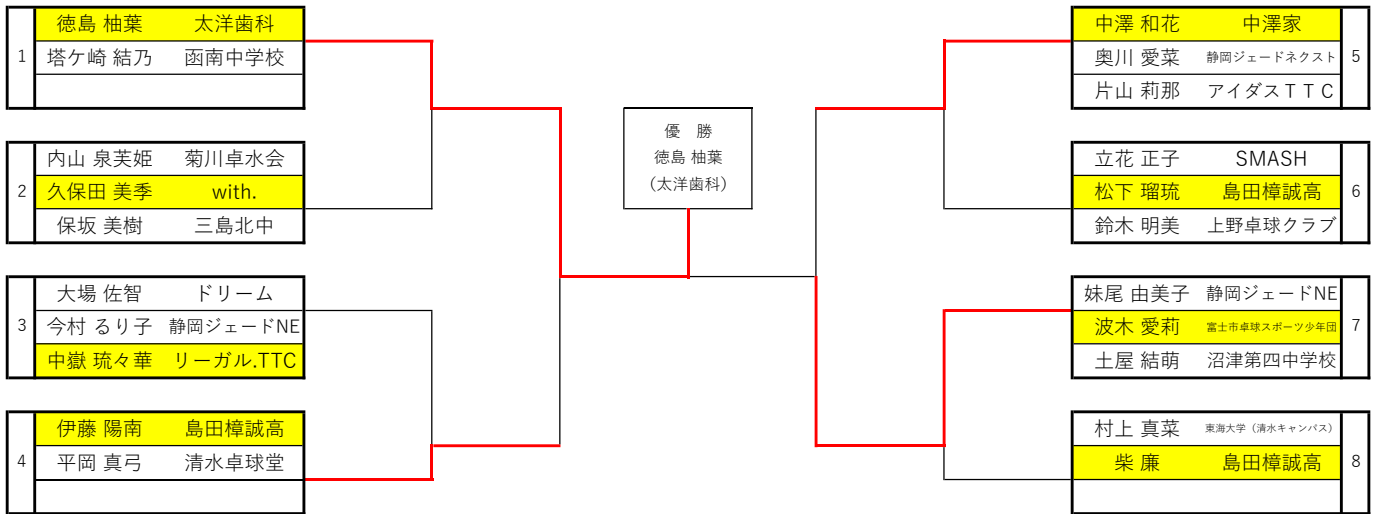 1
徳島 柚葉 太洋歯科
塔ケ崎 結乃 函南中学校
2
内山 泉芙姫 菊川卓水会
久保田 美季 with.
保坂 美樹 三島北中
3
大場 佐智 ドリーム
今村 るり子 静岡ジェードNE
中嶽 琉々華 リーガル.TTC
4
伊藤 陽南 島田樟誠高
平岡 真弓 清水卓球堂
優　勝
徳島 柚葉
（太洋歯科）
中澤 和花 中澤家
奥川 愛菜 静岡ジェードネクスト
片山 莉那 アイダスＴＴＣ
5
立花 正子 SMASH
松下 瑠琉 島田樟誠高
鈴木 明美 上野卓球クラブ
6
妹尾 由美子 静岡ジェードNE
波木 愛莉 富士市卓球スポーツ少年団
土屋 結萌 沼津第四中学校
7
村上 真菜 東海大学（清水キャンパス）
柴 廉 島田樟誠高
8